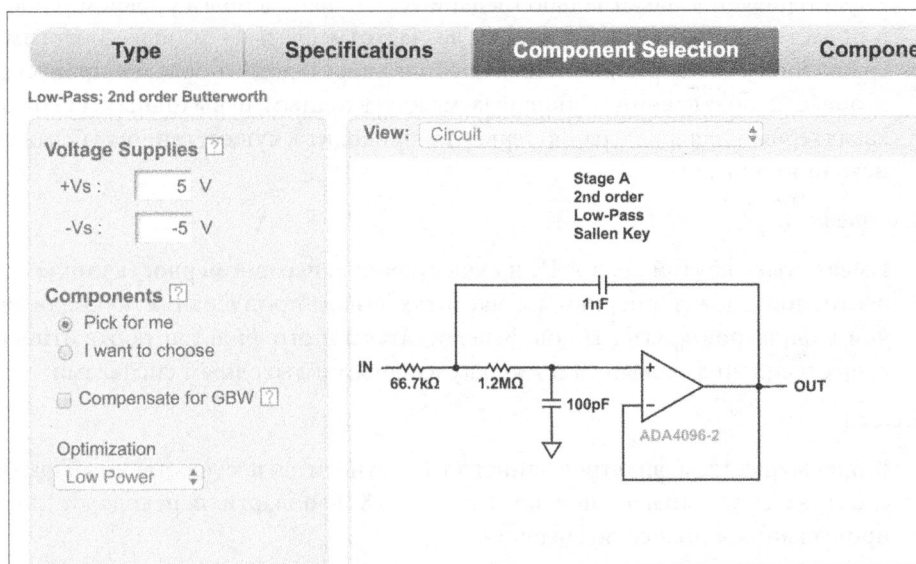 Type
Specifications
Component Selection
Compone
Low-Pass; 2nd order Butterworth
Voltage Supplies ?
+Vs : 5 V
-Vs : -5 V
Components ?
Pick for me
I want to choose
Compensate for GBW ?
Optimization
Low Power
View: Circuit
Stage A
2nd order
Low-Pass
Sallen Key
1nF
IN
66.7kΩ
1.2MΩ
100pF
+
−
ADA4096-2
OUT